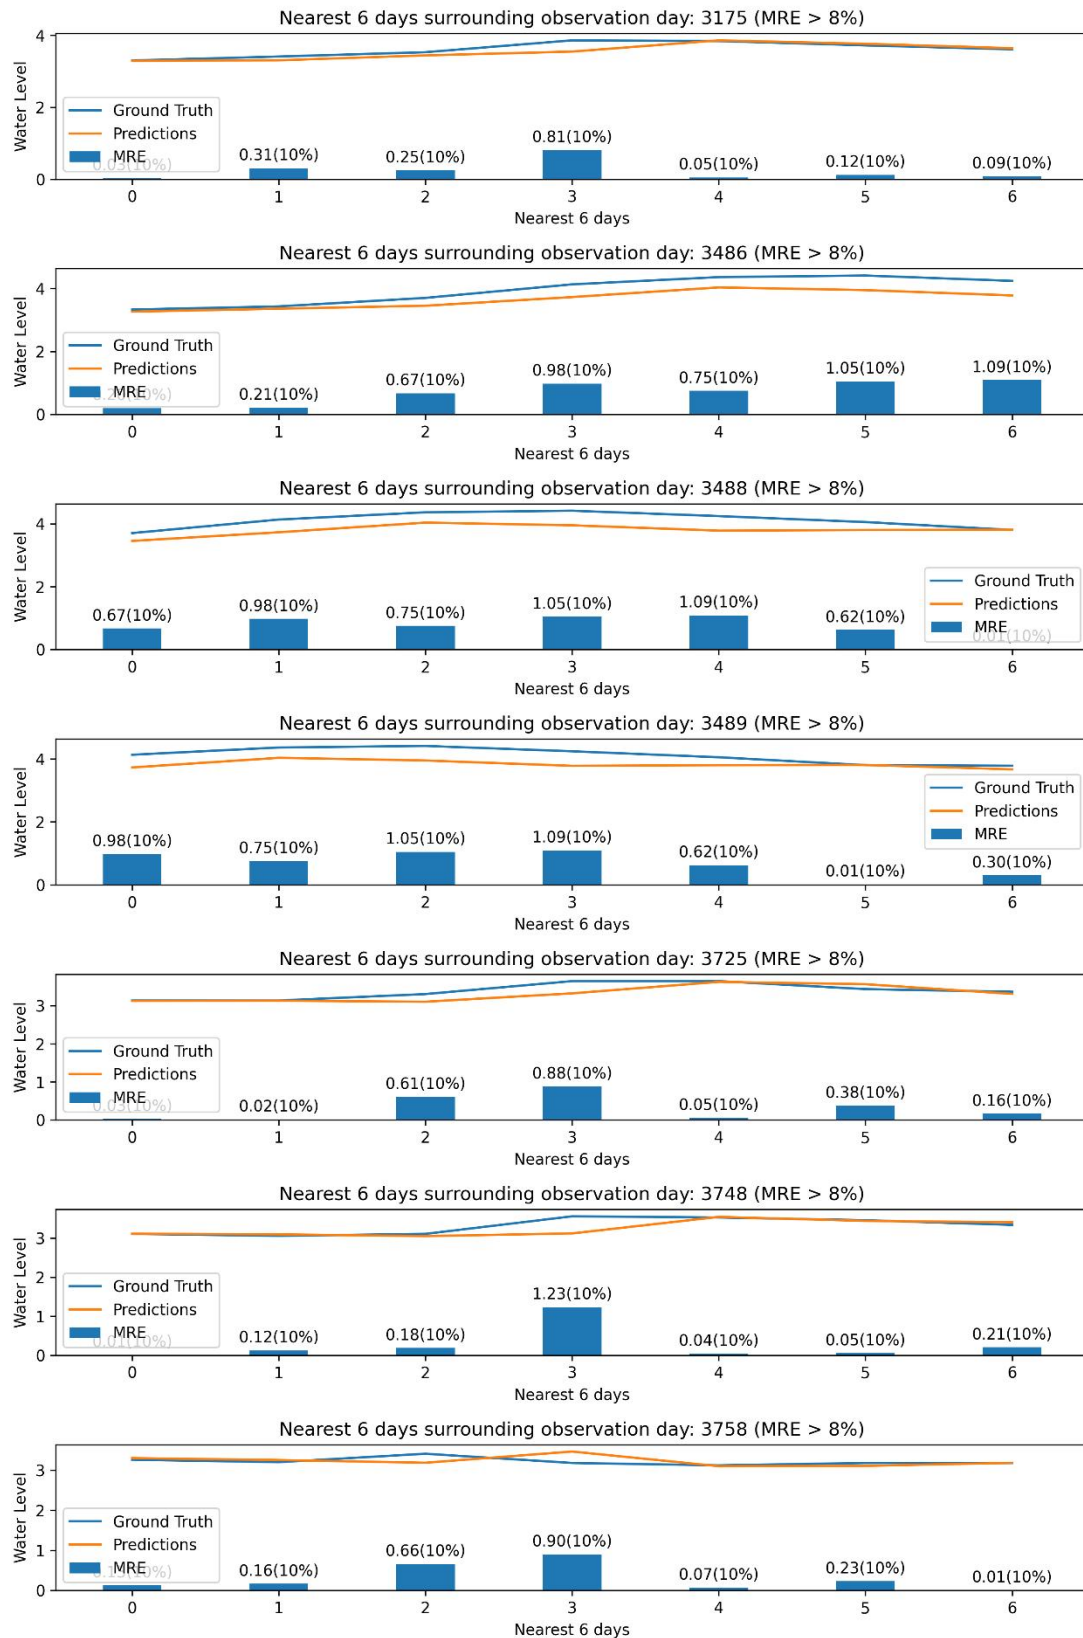 Nearest 6 days surrounding observation day: 3175 (MRE > 8%)
Water Level
4
2
0
Ground Truth
Predictions
MRE
0.03(10%)
0.31(10%)
0.25(10%)
0.81(10%)
0.05(10%)
0.12(10%)
0.09(10%)
0 1 2 3 4 5 6
Nearest 6 days
Nearest 6 days surrounding observation day: 3486 (MRE > 8%)
Water Level
4
2
0
Ground Truth
Predictions
MRE
0.21(10%)
0.67(10%)
0.98(10%)
0.75(10%)
1.05(10%)
1.09(10%)
0 1 2 3 4 5 6
Nearest 6 days
Nearest 6 days surrounding observation day: 3488 (MRE > 8%)
Water Level
4
2
0
0.67(10%)
0.98(10%)
0.75(10%)
1.05(10%)
1.09(10%)
0.62(10%)
Ground Truth
Predictions
MRE
0.01(10%)
0 1 2 3 4 5 6
Nearest 6 days
Nearest 6 days surrounding observation day: 3489 (MRE > 8%)
Water Level
4
2
0
Ground Truth
Predictions
MRE
0.98(10%)
0.75(10%)
1.05(10%)
1.09(10%)
0.62(10%)
0.01(10%)
0.30(10%)
0 1 2 3 4 5 6
Nearest 6 days
Nearest 6 days surrounding observation day: 3725 (MRE > 8%)
Water Level
3
2
1
0
Ground Truth
Predictions
MRE
0.03(10%)
0.02(10%)
0.61(10%)
0.88(10%)
0.05(10%)
0.38(10%)
0.16(10%)
0 1 2 3 4 5 6
Nearest 6 days
Nearest 6 days surrounding observation day: 3748 (MRE > 8%)
Water Level
3
2
1
0
Ground Truth
Predictions
MRE
0.01(10%)
0.12(10%)
0.18(10%)
1.23(10%)
0.04(10%)
0.05(10%)
0.21(10%)
0 1 2 3 4 5 6
Nearest 6 days
Nearest 6 days surrounding observation day: 3758 (MRE > 8%)
Water Level
3
2
1
0
Ground Truth
Predictions
MRE
0.16(10%)
0.66(10%)
0.90(10%)
0.07(10%)
0.23(10%)
0.01(10%)
0 1 2 3 4 5 6
Nearest 6 days